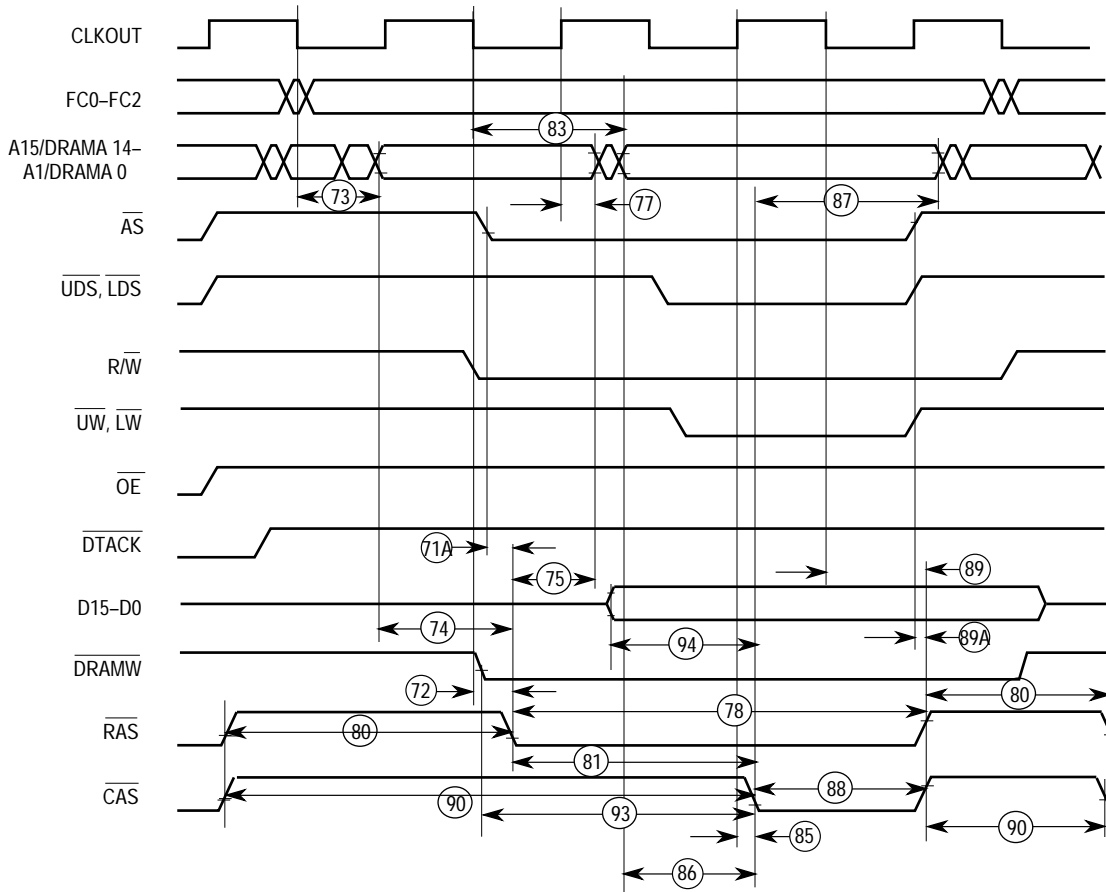 CLKOUT
FC0–FC2
83
A15/DRAMA 14–
A1/DRAMA 0
73
77
87
AS
UDS, LDS
R/W
UW, LW
OE
DTACK
71A
75
89
D15–D0
74
94
89A
DRAMW
72
80
78
RAS
80
81
88
CAS
90
93
85
90
86